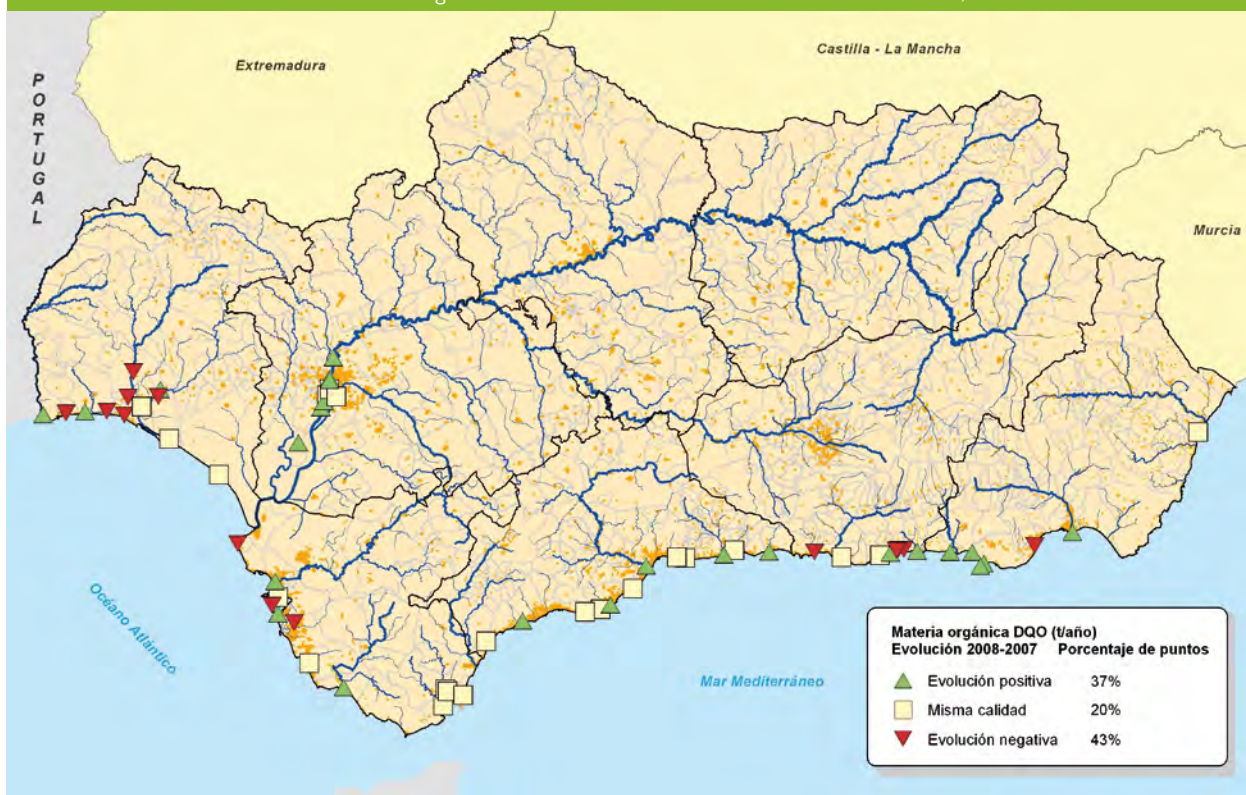 Extremadura
Castilla - La Mancha
PORTUGAL
Murcia
Océano Atlántico
Mar Mediterráneo
Materia orgánica DQO (t/año)
Evolución 2008-2007 Porcentaje de puntos
Evolución positiva 37%
Misma calidad 20%
Evolución negativa 43%